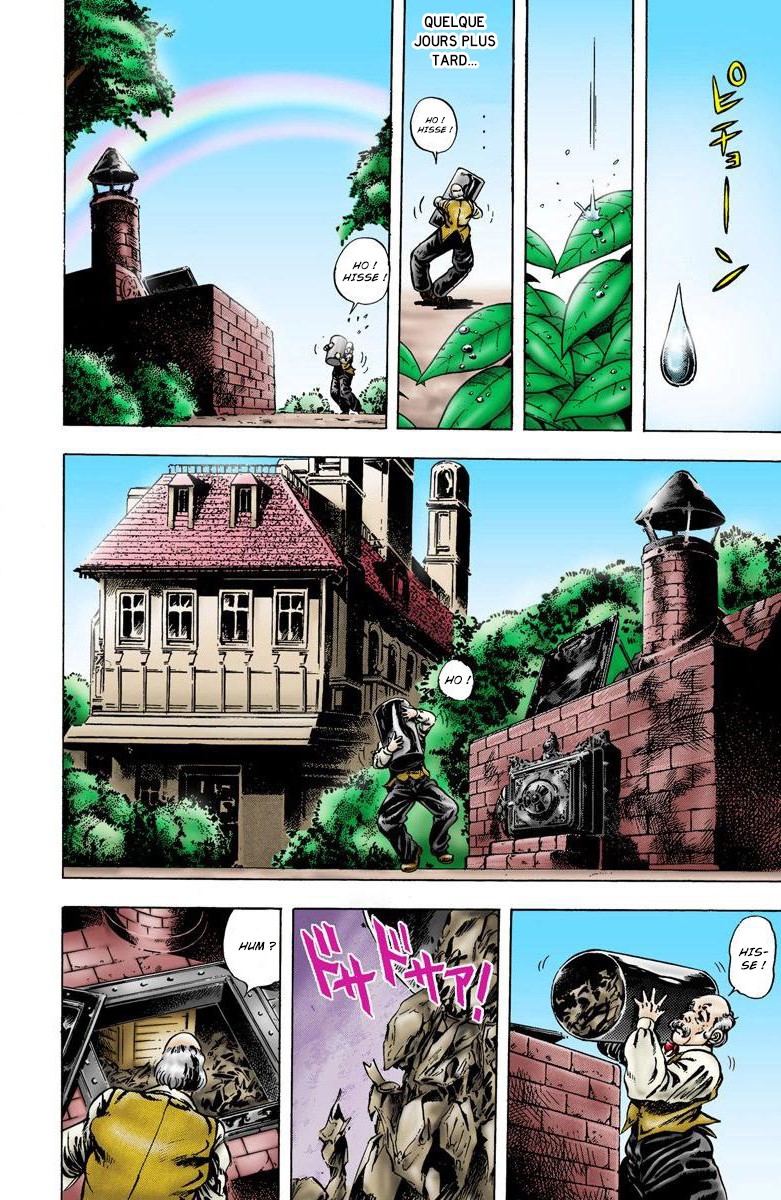 ピチョーン
QUELQUE
JOURS PLUS
TARD...
HO !
HISSE !
HO !
HISSE !
HO !
HIS-
SE !
ドサドサァ!
HUM ?